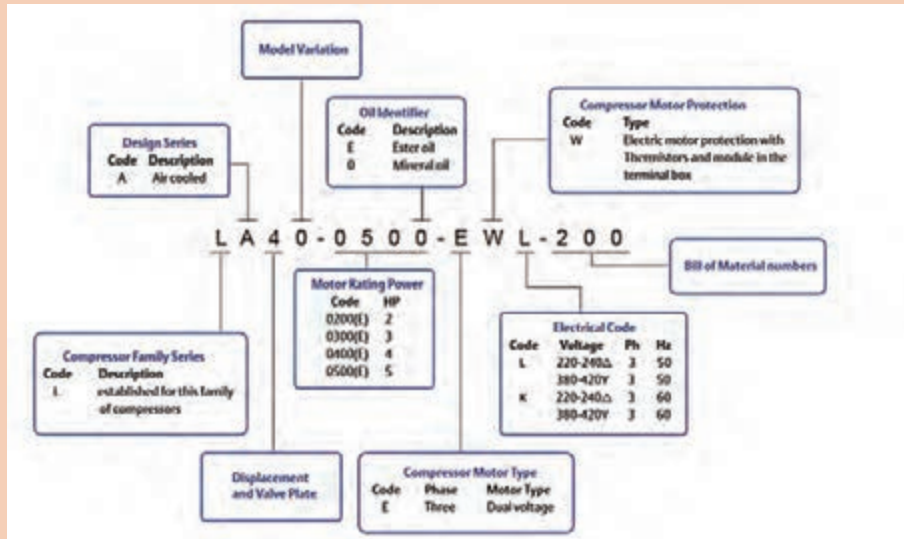 Model Variation
Oil Identifier
Code Description
E Ester oil
0 Mineral oil
Compressor Motor Protection
Code Type
W Electric motor protection with
Thermistors and module in the
terminal box
Design Series
Code Description
A Air cooled
L A 4 0 - 0 5 0 0 - E W L - 2 0 0
Bill of Material numbers
Motor Rating Power
Code HP
0200(E) 2
0300(E) 3
0400(E) 4
0500(E) 5
Electrical Code
Code Voltage Ph Hz
L 220-240△ 3 50
380-420Y 3 50
K 220-240△ 3 60
380-420Y 3 60
Compressor Family Series
Code Description
L established for this family
of compressors
Displacement
and Valve Plate
Compressor Motor Type
Code Phase Motor Type
E Three Dual voltage